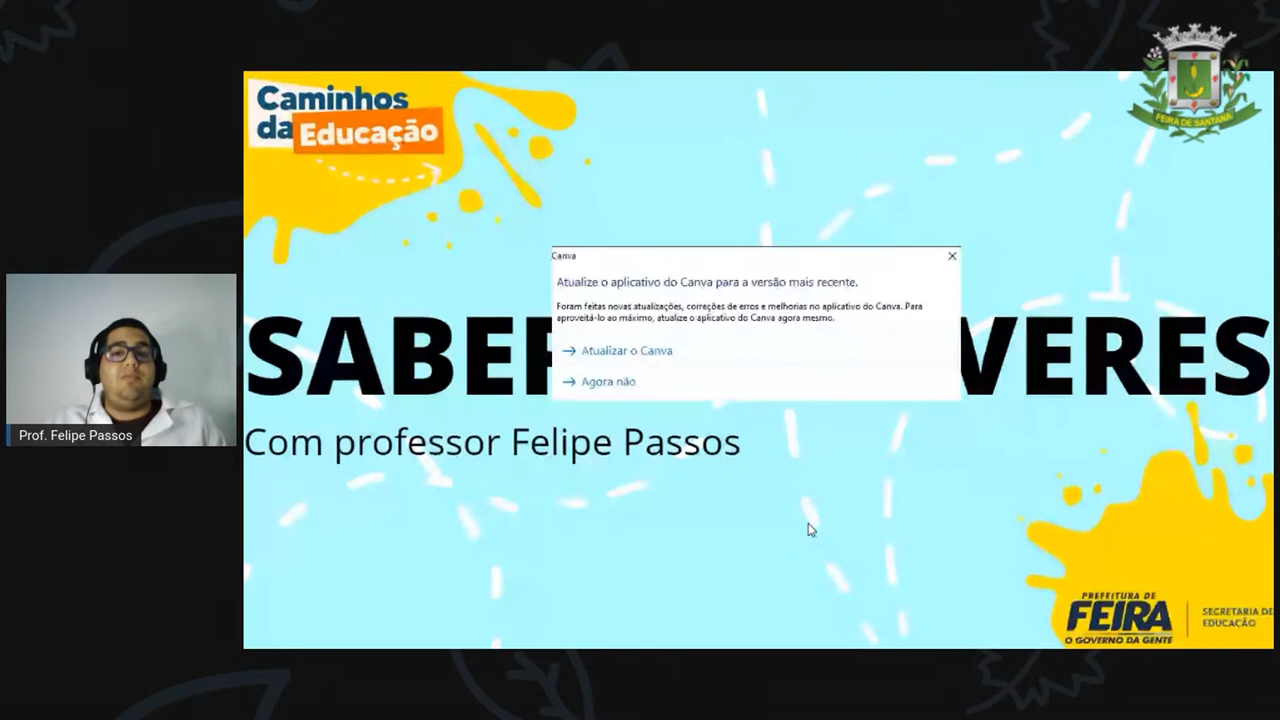 FEIRA DE SANTANA
Caminhos
da Educação
Canva
Atualize o aplicativo do Canva para a versão mais recente.
Foram feitas novas atualizações, correções de erros e melhorias no aplicativo do Canva. Para
aproveitá-lo ao máximo, atualize o aplicativo do Canva agora mesmo.
→ Atualizar o Canva
→ Agora não
SABER VERES
Com professor Felipe Passos
Prof. Felipe Passos
PREFEITURA DE
FEIRA
O GOVERNO DA GENTE
SECRETARIA DE
EDUCAÇÃO